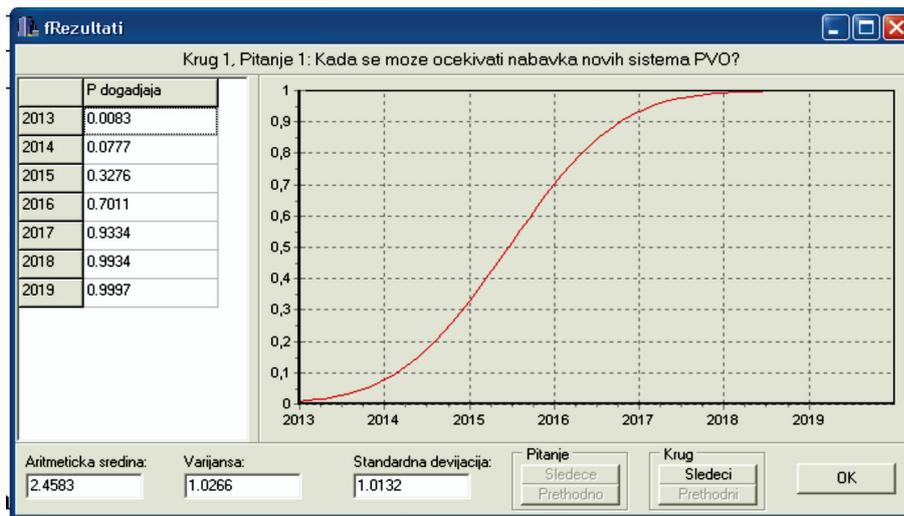 fRezultati
Krug 1, Pitanje 1: Kada se moze ocekivati nabavka novih sistema PVO?
P dogadjaja
2013 0.0083
2014 0.0777
2015 0.3276
2016 0.7011
2017 0.9334
2018 0.9934
2019 0.9997
1
0,9
0,8
0,7
0,6
0,5
0,4
0,3
0,2
0,1
0
2013 2014 2015 2016 2017 2018 2019
Aritmeticka sredina:
2.4583
Varijansa:
1.0266
Standardna devijacija:
1.0132
Pitanje
Sledece
Prethodno
Krug
Sledeci
Prethodni
OK